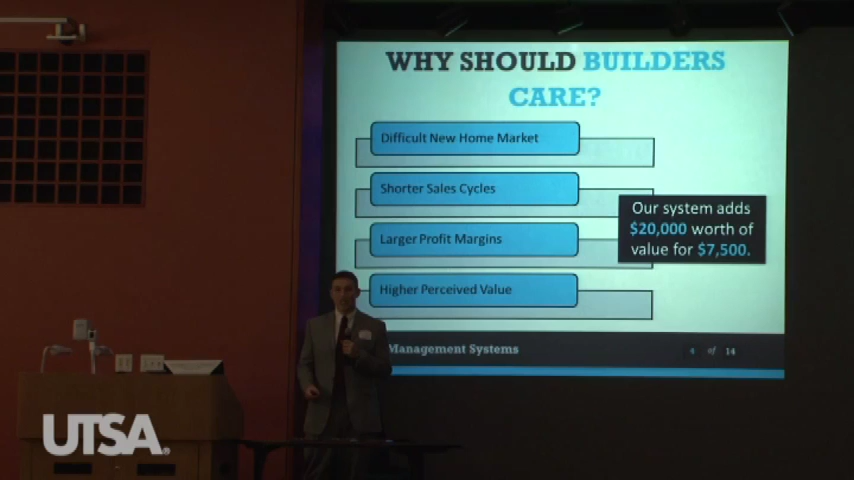 WHY SHOULD BUILDERS
CARE?
Difficult New Home Market
Shorter Sales Cycles
Larger Profit Margins
Higher Perceived Value
Our system adds
$20,000 worth of
value for $7,500.
Management Systems
4 of 14
UTSA®